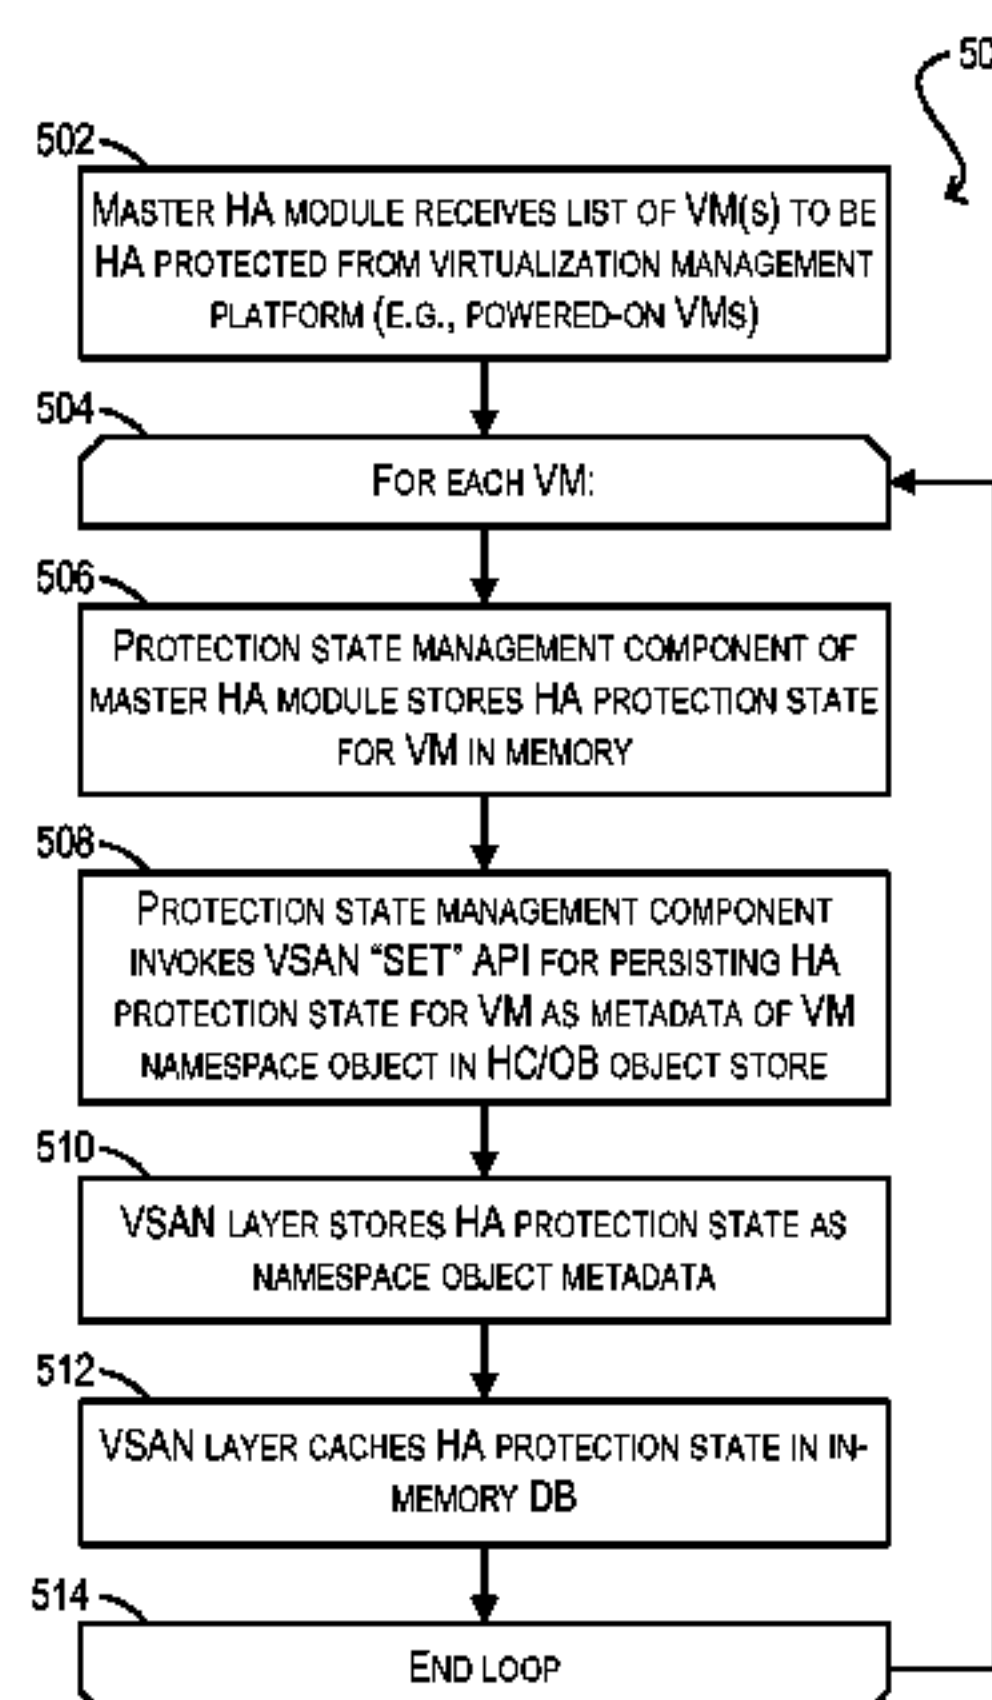 502
MASTER HA MODULE RECEIVES LIST OF VM(S) TO BE
HA PROTECTED FROM VIRTUALIZATION MANAGEMENT
PLATFORM (E.G., POWERED-ON VMS)
504
FOR EACH VM:
506
PROTECTION STATE MANAGEMENT COMPONENT OF
MASTER HA MODULE STORES HA PROTECTION STATE
FOR VM IN MEMORY
508
PROTECTION STATE MANAGEMENT COMPONENT
INVOKES VSAN “SET” API FOR PERSISTING HA
PROTECTION STATE FOR VM AS METADATA OF VM
NAMESPACE OBJECT IN HC/OB OBJECT STORE
510
VSAN LAYER STORES HA PROTECTION STATE AS
NAMESPACE OBJECT METADATA
512
VSAN LAYER CACHES HA PROTECTION STATE IN IN-
MEMORY DB
514
END LOOP